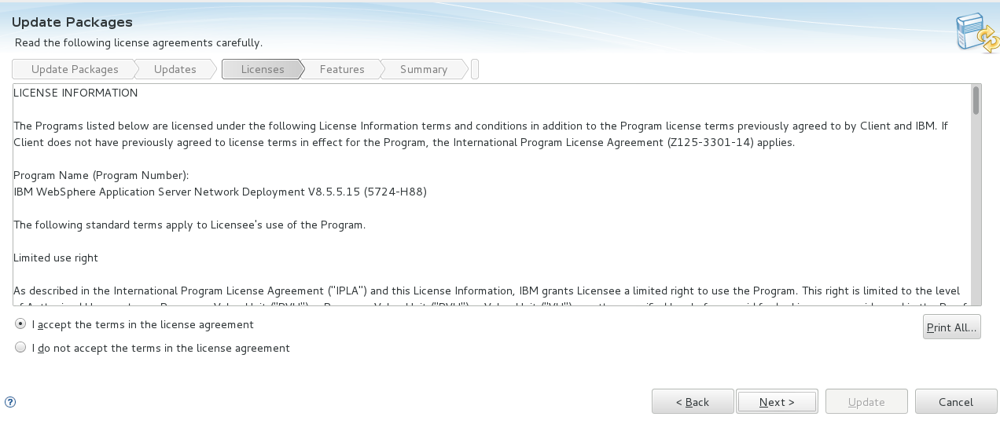 Update Packages
Read the following license agreements carefully.
Update Packages Updates Licenses Features Summary
LICENSE INFORMATION
The Programs listed below are licensed under the following License Information terms and conditions in addition to the Program license terms previously agreed to by Client and IBM. If
Client does not have previously agreed to license terms in effect for the Program, the International Program License Agreement (Z125-3301-14) applies.
Program Name (Program Number):
IBM WebSphere Application Server Network Deployment V8.5.5.15 (5724-H88)
The following standard terms apply to Licensee's use of the Program.
Limited use right
As described in the International Program License Agreement ("IPLA") and this License Information, IBM grants Licensee a limited right to use the Program. This right is limited to the level
I accept the terms in the license agreement
Print All...
I do not accept the terms in the license agreement
?
< Back Next > Update Cancel